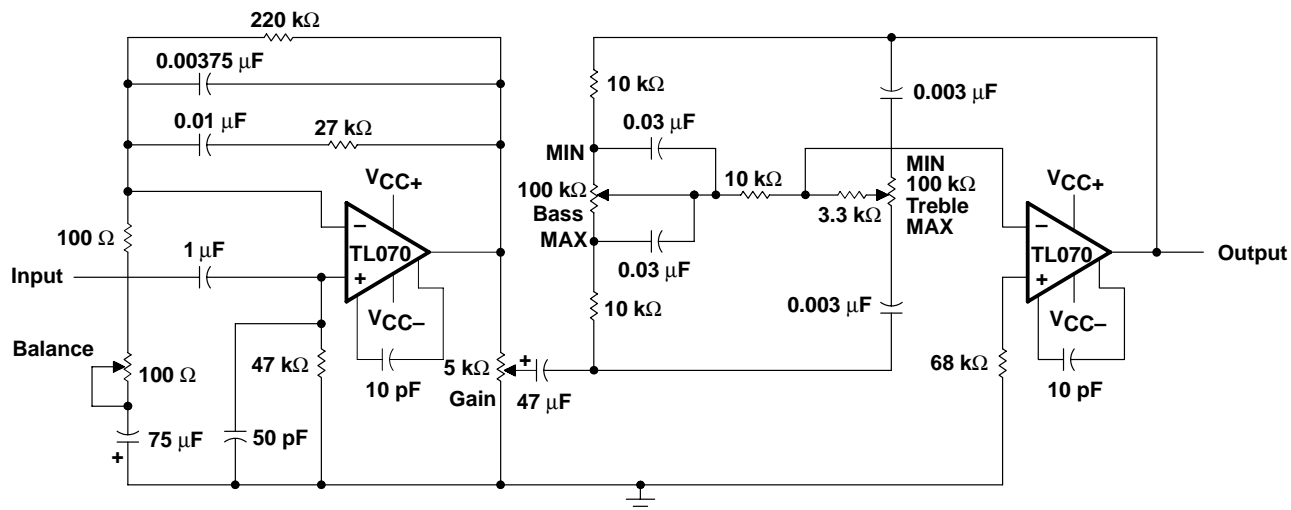 220 kΩ
0.00375 μF
0.01 μF
27 kΩ
100 Ω
1 μF
Input
VCC+
−
TL070
+
VCC−
Balance
100 Ω
47 kΩ
10 pF
75 μF
+
50 pF
5 kΩ
Gain
+
47 μF
10 kΩ
0.03 μF
MIN
100 kΩ
Bass
MAX
0.03 μF
10 kΩ
10 kΩ
3.3 kΩ
0.003 μF
MIN
100 kΩ
Treble
MAX
0.003 μF
VCC+
−
TL070
+
VCC−
Output
68 kΩ
10 pF